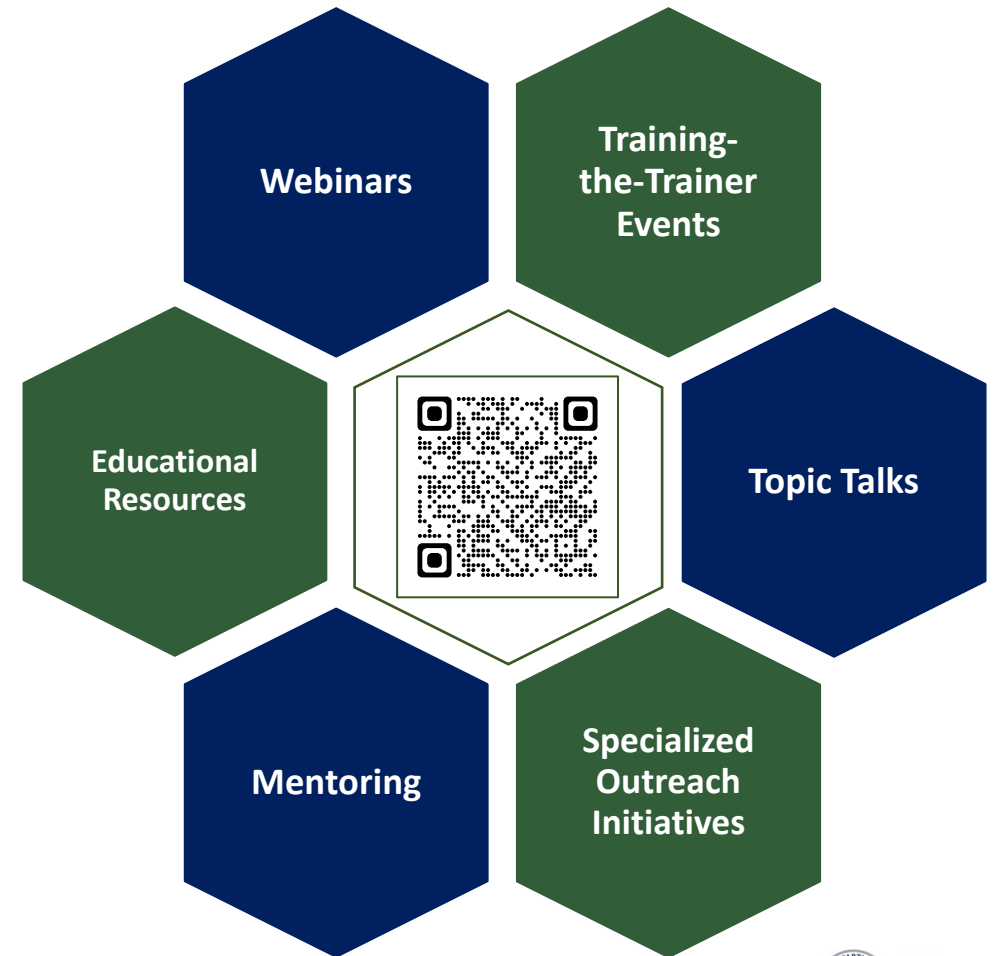 Webinars
Training-
the-Trainer
Events
Educational
Resources
Topic Talks
Mentoring
Specialized
Outreach
Initiatives